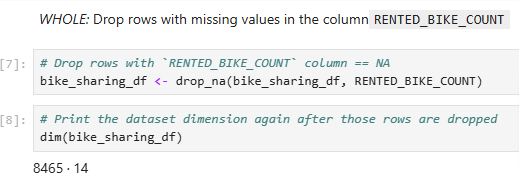 WHOLE: Drop rows with missing values in the column RENTED_BIKE_COUNT
[7]: # Drop rows with `RENTED_BIKE_COUNT` column == NA
bike_sharing_df <- drop_na(bike_sharing_df, RENTED_BIKE_COUNT)
[8]: # Print the dataset dimension again after those rows are dropped
dim(bike_sharing_df)
8465 · 14